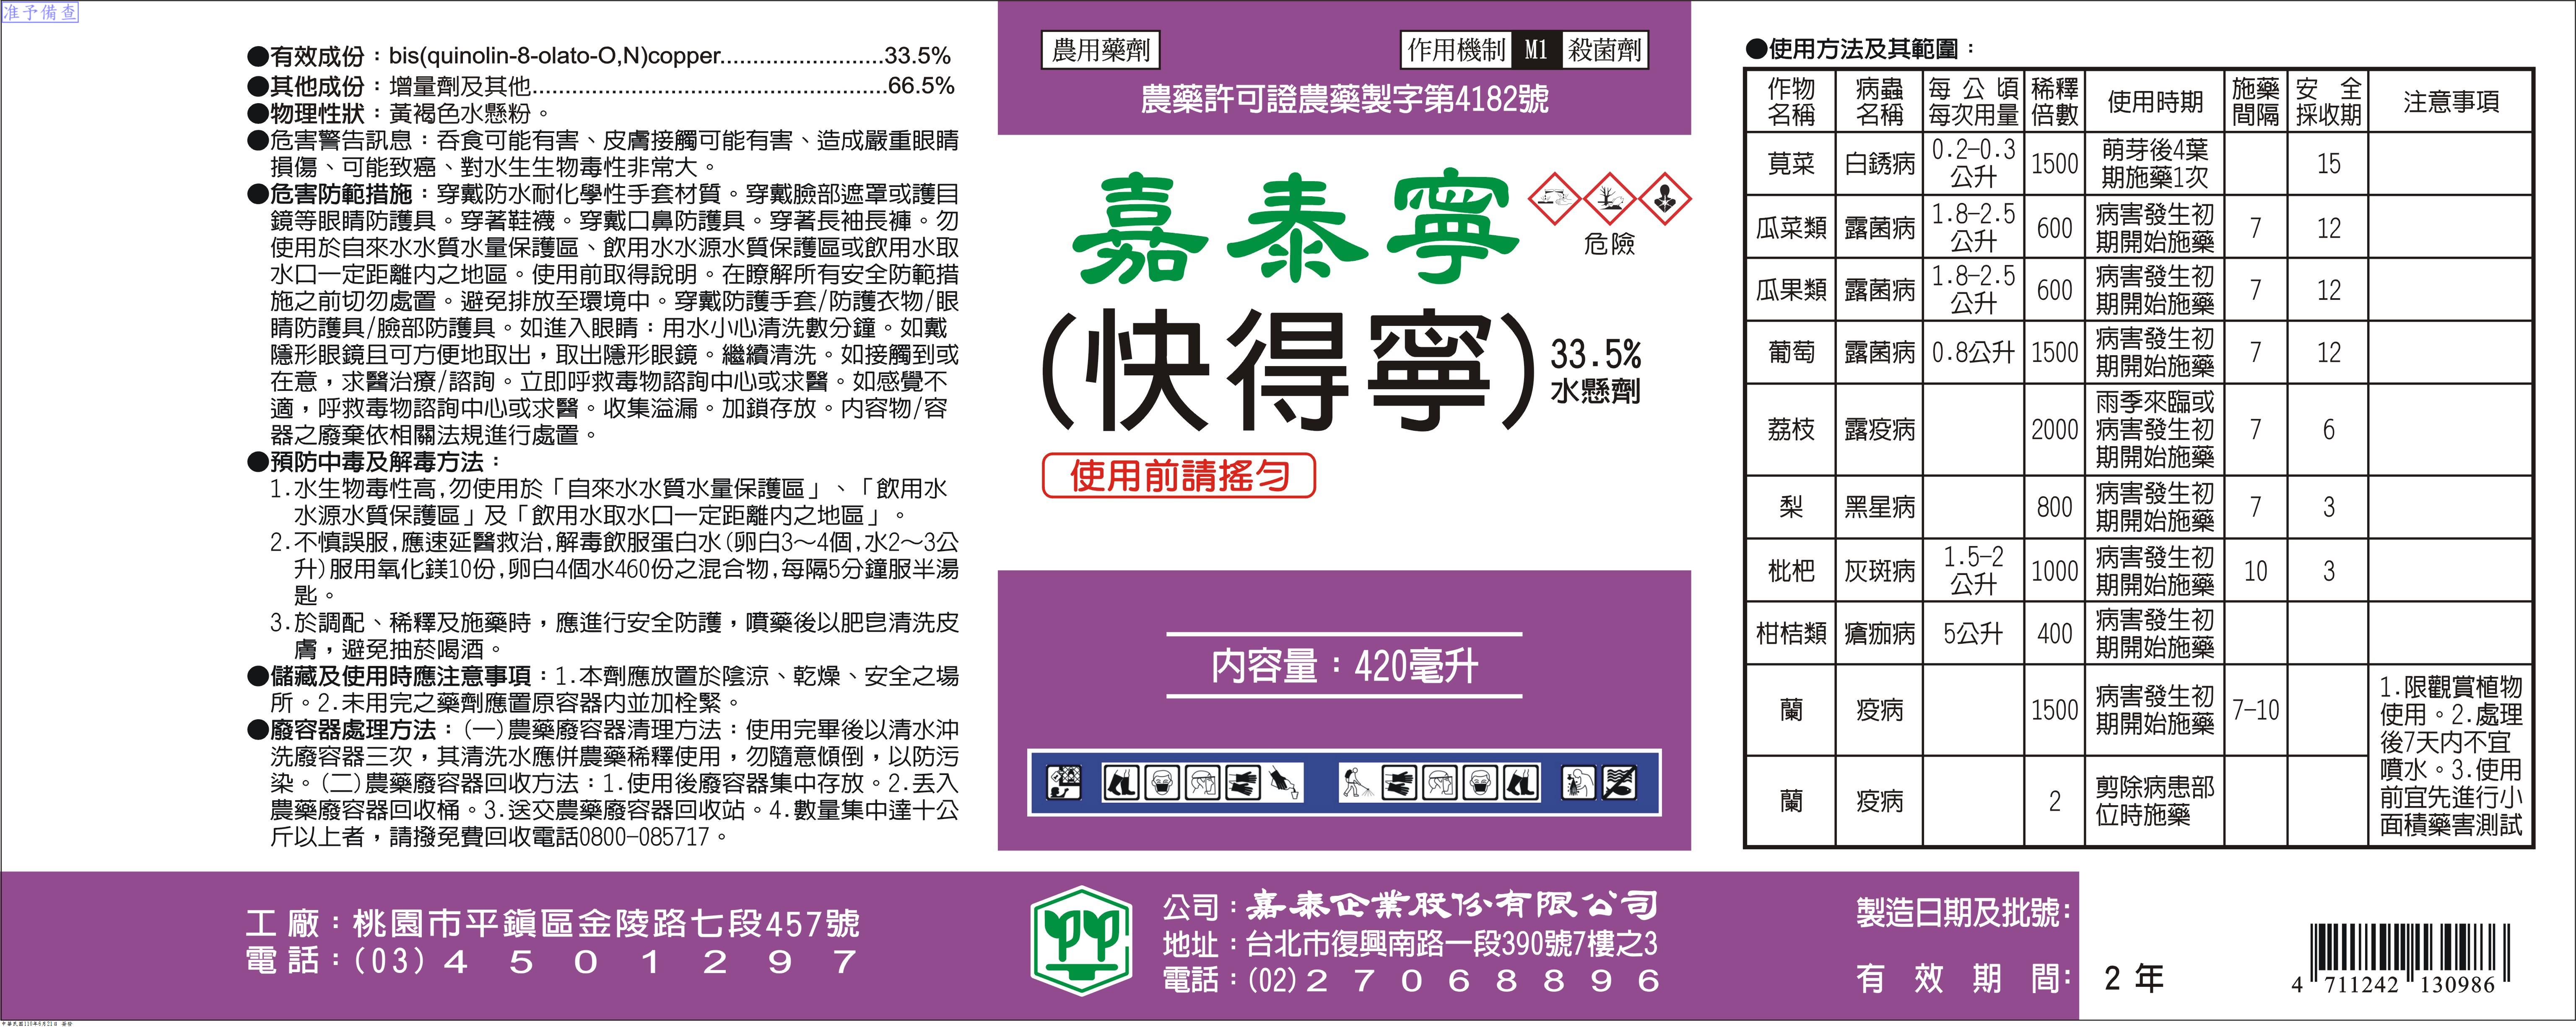 准予備查
●有效成份：bis(quinolin-8-olato-O,N)copper.........................33.5%
●其他成份：增量劑及其他......................................................66.5%
●物理性狀：黃褐色水懸粉。
●危害警告訊息：吞食可能有害、皮膚接觸可能有害、造成嚴重眼睛
損傷、可能致癌、對水生生物毒性非常大。
●危害防範措施：穿戴防水耐化學性手套材質。穿戴臉部遮罩或護目
鏡等眼睛防護具。穿著鞋襪。穿戴口鼻防護具。穿著長袖長褲。勿
使用於自來水水質水量保護區、飲用水水源水質保護區或飲用水取
水口一定距離內之地區。使用前取得說明。在瞭解所有安全防範措
施之前切勿處置。避免排放至環境中。穿戴防護手套/防護衣物/眼
睛防護具/臉部防護具。如進入眼睛：用水小心清洗數分鐘。如戴
隱形眼鏡且可方便地取出，取出隱形眼鏡。繼續清洗。如接觸到或
在意，求醫治療/諮詢。立即呼救毒物諮詢中心或求醫。如感覺不
適，呼救毒物諮詢中心或求醫。收集溢漏。加鎖存放。內容物/容
器之廢棄依相關法規進行處置。
●預防中毒及解毒方法：
1.水生物毒性高,勿使用於「自來水水質水量保護區」、「飲用水
水源水質保護區」及「飲用水取水口一定距離內之地區」。
2.不慎誤服,應速延醫救治,解毒飲服蛋白水(卵白3～4個,水2～3公
升)服用氧化鎂10份,卵白4個水460份之混合物,每隔5分鐘服半湯
匙。
3.於調配、稀釋及施藥時，應進行安全防護，噴藥後以肥皂清洗皮
膚，避免抽菸喝酒。
●儲藏及使用時應注意事項：1.本劑應放置於陰涼、乾燥、安全之場
所。2.未用完之藥劑應置原容器內並加栓緊。
●廢容器處理方法：(一)農藥廢容器清理方法：使用完畢後以清水沖
洗廢容器三次，其清洗水應併農藥稀釋使用，勿隨意傾倒，以防污
染。(二)農藥廢容器回收方法：1.使用後廢容器集中存放。2.丟入
農藥廢容器回收桶。3.送交農藥廢容器回收站。4.數量集中達十公
斤以上者，請撥免費回收電話0800-085717。
農用藥劑
作用機制 M1 殺菌劑
農藥許可證農藥製字第4182號
嘉泰寧
危險
(快得寧)
33.5%
水懸劑
使用前請搖勻
內容量：420毫升
●使用方法及其範圍：
作物名稱 病蟲名稱 每公頃每次用量 稀釋倍數 使用時期 施藥間隔 安全採收期 注意事項
莧菜 白銹病 0.2-0.3公升 1500 萌芽後4葉期施藥1次 15
瓜菜類 露菌病 1.8-2.5公升 600 病害發生初期開始施藥 7 12
瓜果類 露菌病 1.8-2.5公升 600 病害發生初期開始施藥 7 12
葡萄 露菌病 0.8公升 1500 病害發生初期開始施藥 7 12
荔枝 露疫病 2000 雨季來臨或病害發生初期開始施藥 7 6
梨 黑星病 800 病害發生初期開始施藥 7 3
枇杷 灰斑病 1.5-2公升 1000 病害發生初期開始施藥 10 3
柑桔類 瘡痂病 5公升 400 病害發生初期開始施藥
蘭 疫病 1500 病害發生初期開始施藥 7-10
蘭 疫病 2 剪除病患部位時施藥
1.限觀賞植物
使用。2.處理
後7天內不宜
噴水。3.使用
前宜先進行小
面積藥害測試
工廠：桃園市平鎮區金陵路七段457號
電話：(03)4501297
公司：嘉泰企業股份有限公司
地址：台北市復興南路一段390號7樓之3
電話：(02)27068896
製造日期及批號：
有效期間：2年
4 711242 130986